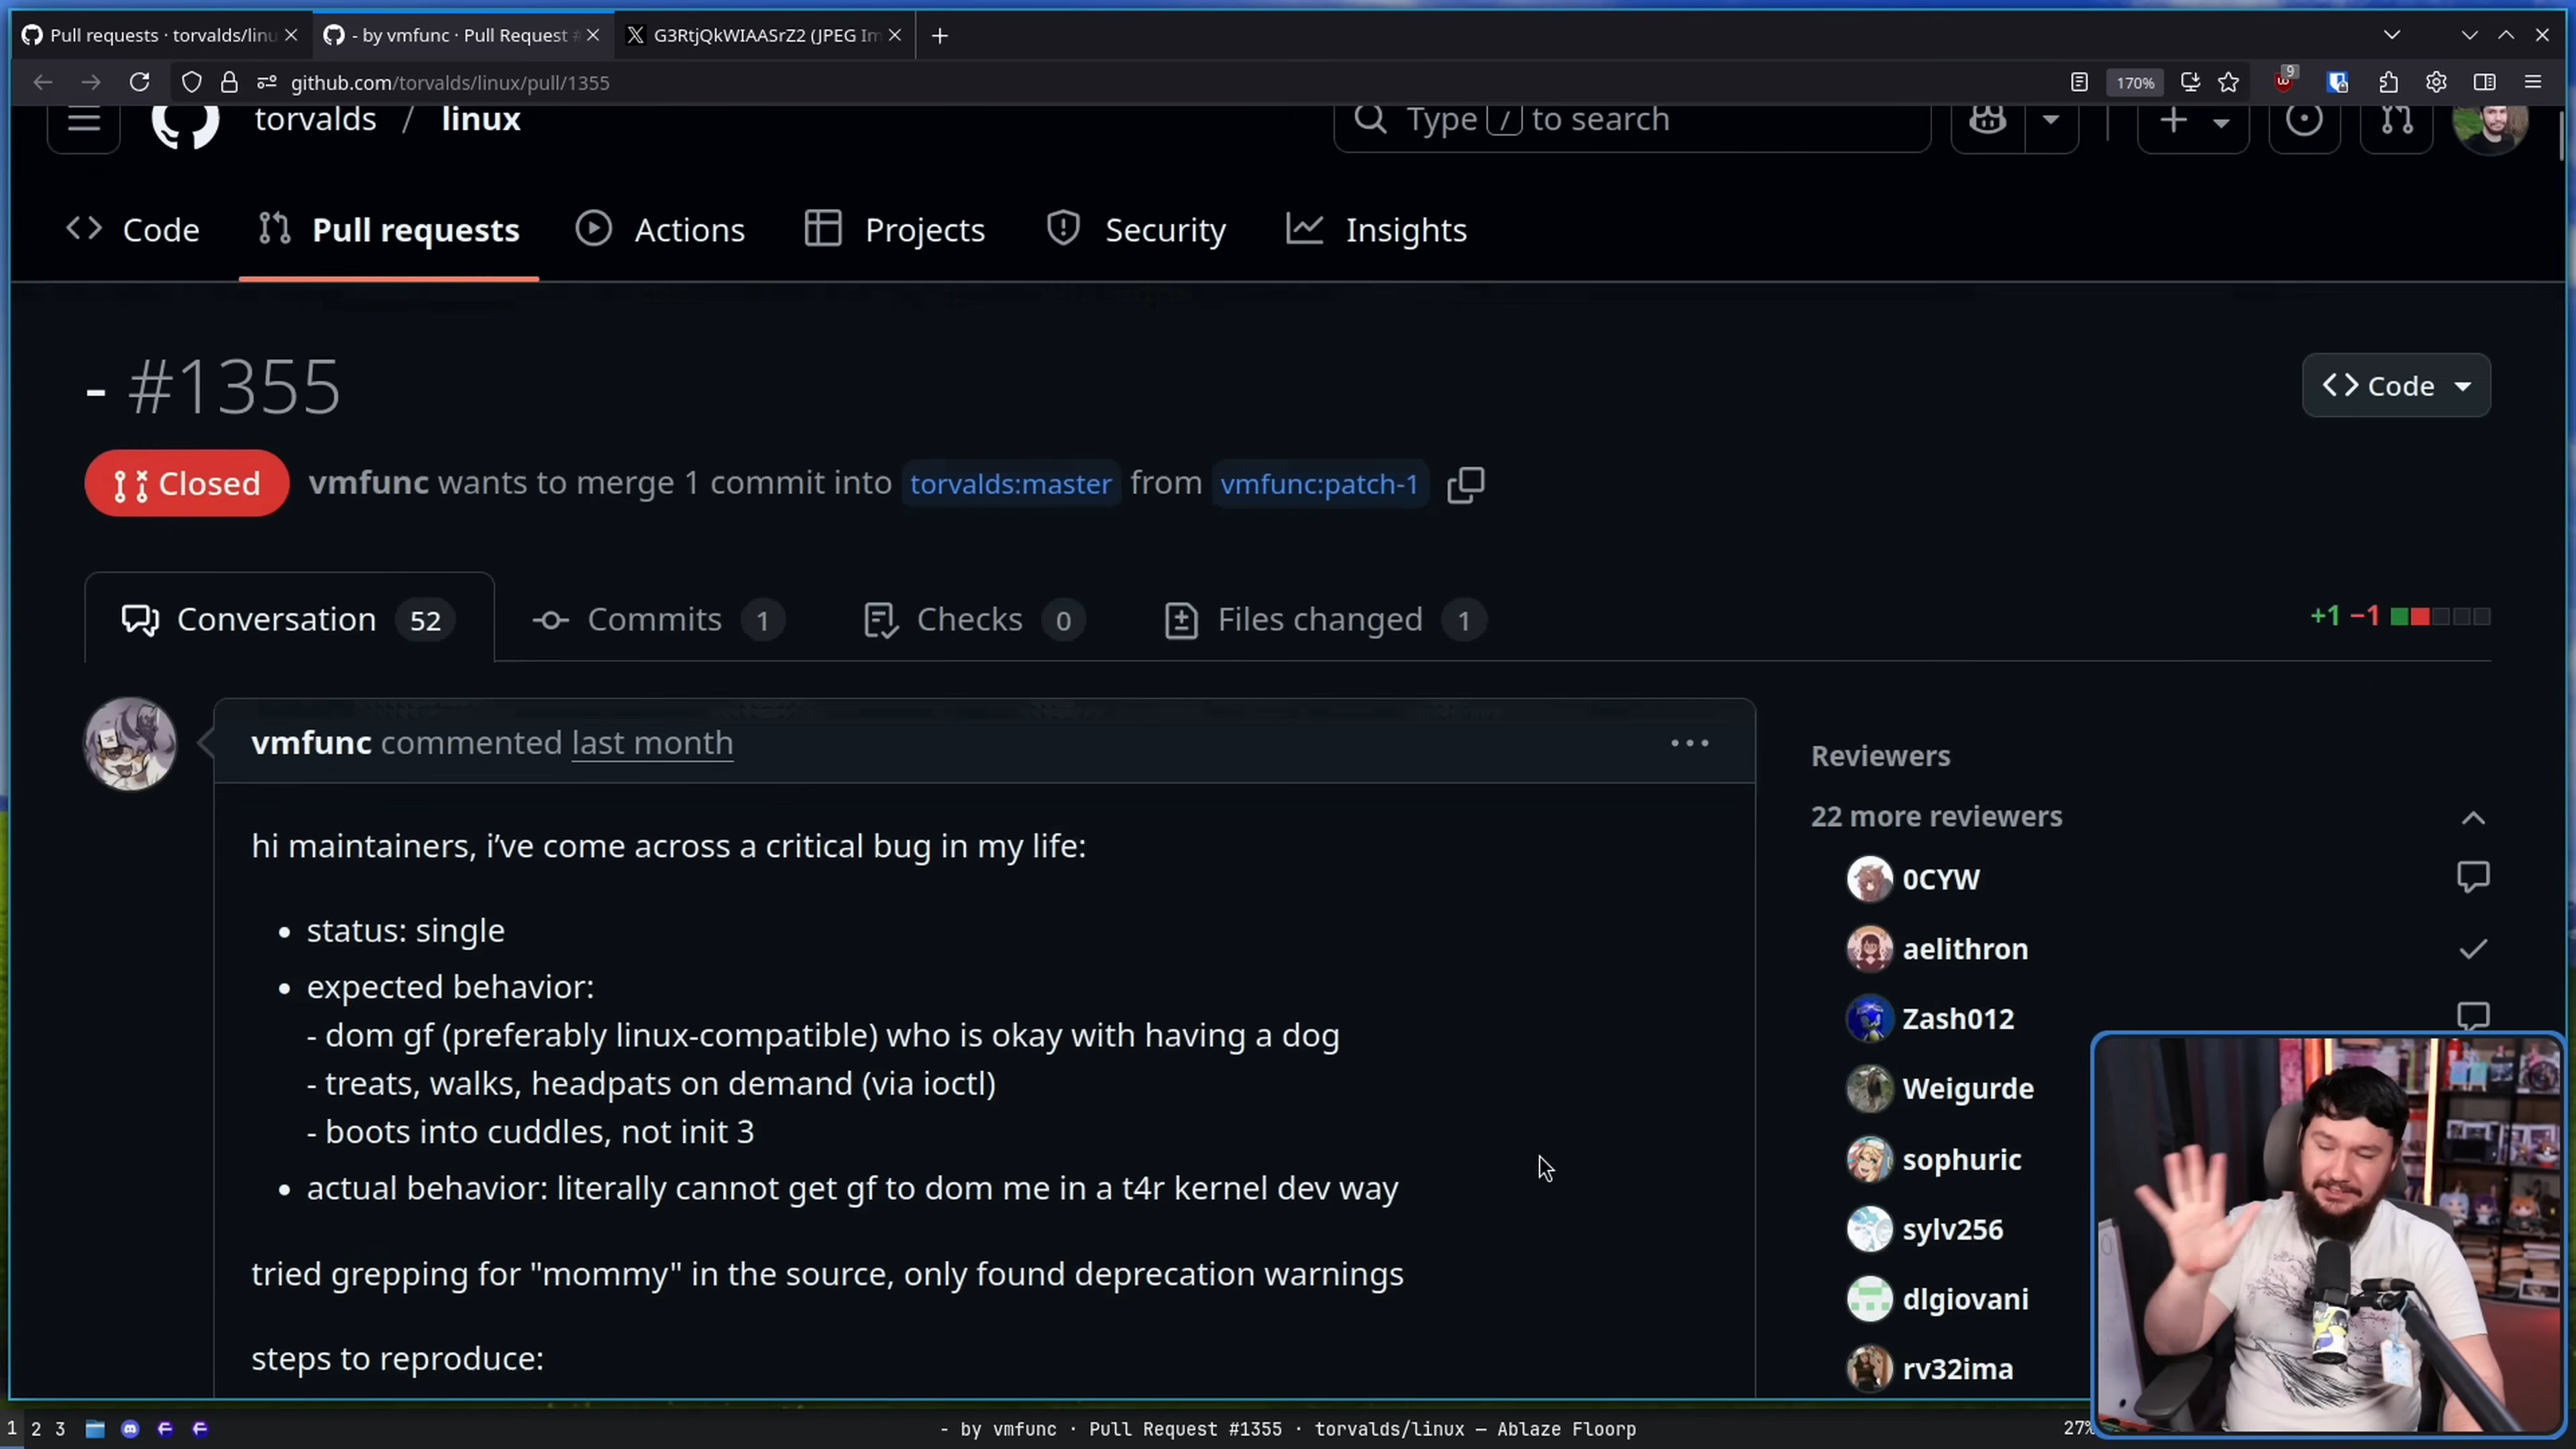 Pull requests · torvalds/linu
- by vmfunc · Pull Request #
G3RtjQkWIAASrZ2 (JPEG Im
github.com/torvalds/linux/pull/1355
170%
9
torvalds / linux
Type / to search
Code
Pull requests
Actions
Projects
Security
Insights
- #1355
Code
Closed
vmfunc wants to merge 1 commit into torvalds:master from vmfunc:patch-1
Conversation 52
Commits 1
Checks 0
Files changed 1
+1 −1
vmfunc commented last month
hi maintainers, i’ve come across a critical bug in my life:
• status: single
• expected behavior:
- dom gf (preferably linux-compatible) who is okay with having a dog
- treats, walks, headpats on demand (via ioctl)
- boots into cuddles, not init 3
• actual behavior: literally cannot get gf to dom me in a t4r kernel dev way
tried grepping for "mommy" in the source, only found deprecation warnings
steps to reproduce:
Reviewers
22 more reviewers
0CYW
aelithron
Zash012
Weigurde
sophuric
sylv256
dlgiovani
rv32ima
1 2 3
- by vmfunc · Pull Request #1355 · torvalds/linux — Ablaze Floorp
27%